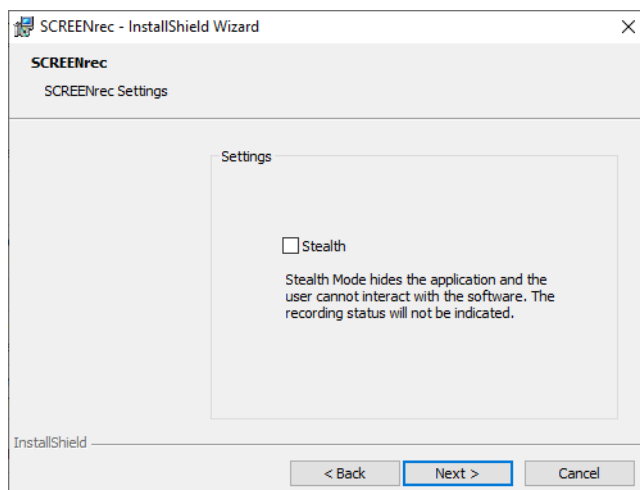 SCREENrec - InstallShield Wizard
SCREENrec
SCREENrec Settings
Settings
Stealth
Stealth Mode hides the application and the
user cannot interact with the software. The
recording status will not be indicated.
InstallShield
< Back
Next >
Cancel